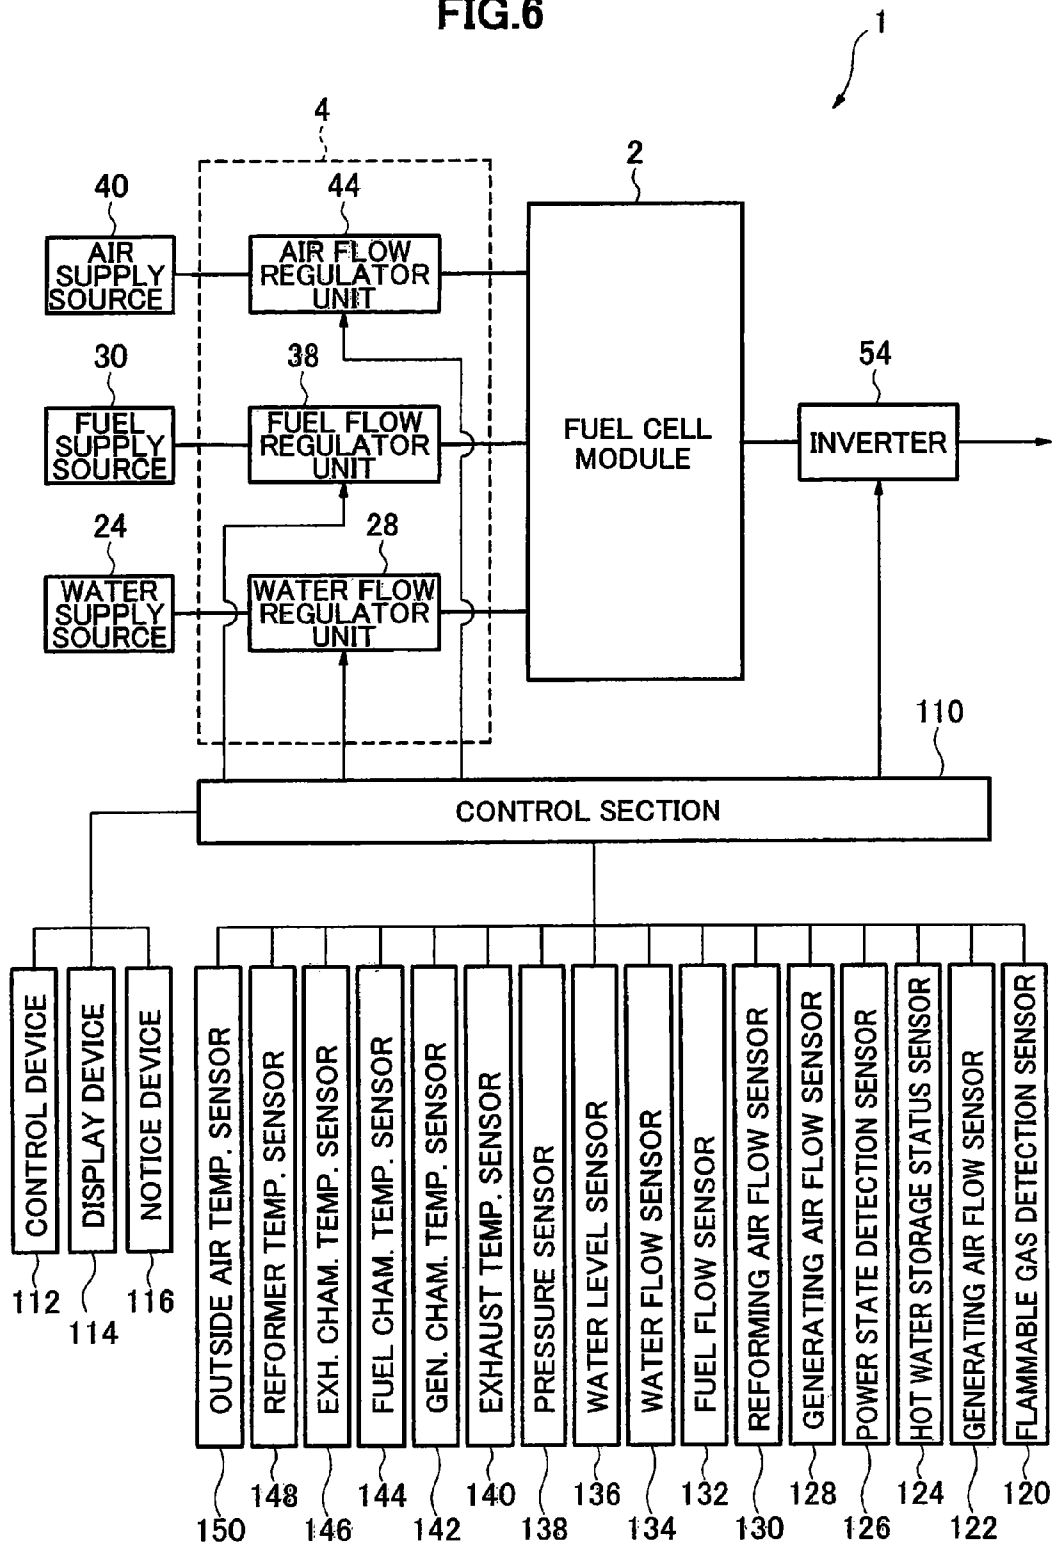 FIG.6
1
4
2
40
44
AIR
SUPPLY
SOURCE
AIR FLOW
REGULATOR
UNIT
30
38
54
FUEL
SUPPLY
SOURCE
FUEL FLOW
REGULATOR
UNIT
FUEL CELL
MODULE
INVERTER
24
28
WATER
SUPPLY
SOURCE
WATER FLOW
REGULATOR
UNIT
110
CONTROL SECTION
CONTROL DEVICE
DISPLAY DEVICE
NOTICE DEVICE
OUTSIDE AIR TEMP. SENSOR
REFORMER TEMP. SENSOR
EXH. CHAM. TEMP. SENSOR
FUEL CHAM. TEMP. SENSOR
GEN. CHAM. TEMP. SENSOR
EXHAUST TEMP. SENSOR
PRESSURE SENSOR
WATER LEVEL SENSOR
WATER FLOW SENSOR
FUEL FLOW SENSOR
REFORMING AIR FLOW SENSOR
GENERATING AIR FLOW SENSOR
POWER STATE DETECTION SENSOR
HOT WATER STORAGE STATUS SENSOR
GENERATING AIR FLOW SENSOR
FLAMMABLE GAS DETECTION SENSOR
112
114
116
150
148
146
144
142
140
138
136
134
132
130
128
126
124
122
120